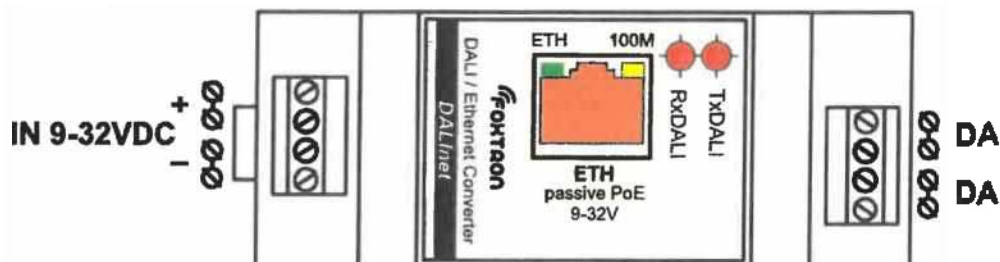 IN 9-32VDC
+
–
DALInet
DALI / Ethernet Converter
FOXTRON
ETH 100M
ETH
passive PoE
9-32V
RxDALI
TxDALI
DA
DA